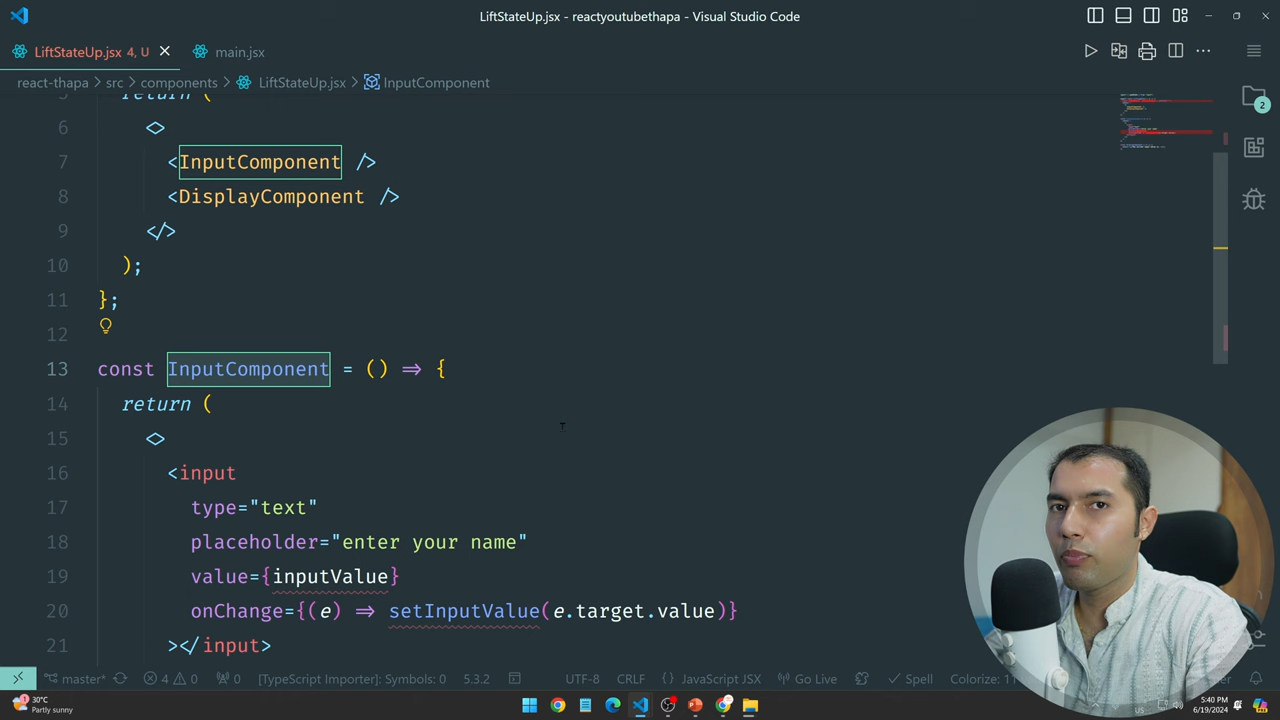 LiftStateUp.jsx - reactyoutubethapa - Visual Studio Code
LiftStateUp.jsx 4, U
main.jsx
react-thapa > src > components > LiftStateUp.jsx > InputComponent
return (
6 <>
7 <InputComponent />
8 <DisplayComponent />
9 </>
10 );
11 };
12
13 const InputComponent = () => {
14 return (
15 <>
16 <input
17 type="text"
18 placeholder="enter your name"
19 value={inputValue}
20 onChange={(e) => setInputValue(e.target.value)}
21 ></input>
2
master* 4 0 0 [TypeScript Importer]: Symbols: 0 5.3.2 UTF-8 CRLF { } JavaScript JSX Go Live Spell
30°C
Partly sunny
US
5:40 PM
6/19/2024